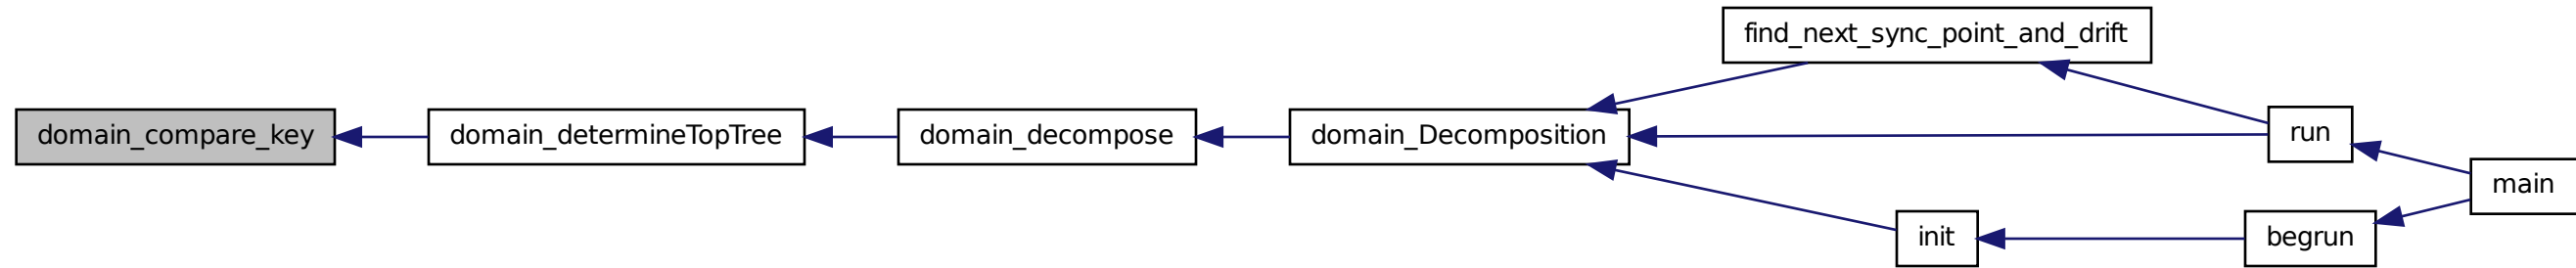 find_next_sync_point_and_drift
domain_compare_key
domain_determineTopTree
domain_decompose
domain_Decomposition
run
main
init
begrun